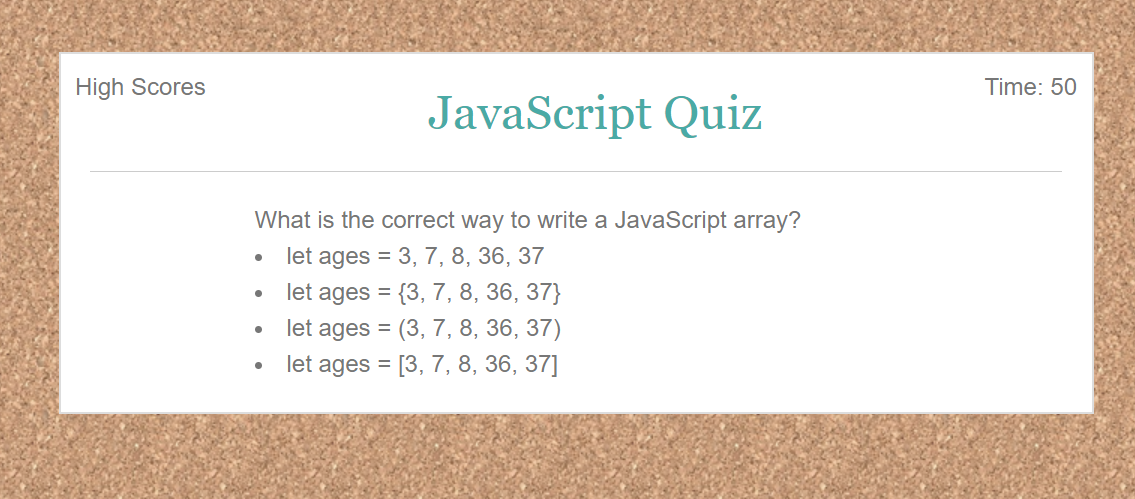 High Scores
Time: 50
JavaScript Quiz
What is the correct way to write a JavaScript array?
let ages = 3, 7, 8, 36, 37
let ages = {3, 7, 8, 36, 37}
let ages = (3, 7, 8, 36, 37)
let ages = [3, 7, 8, 36, 37]